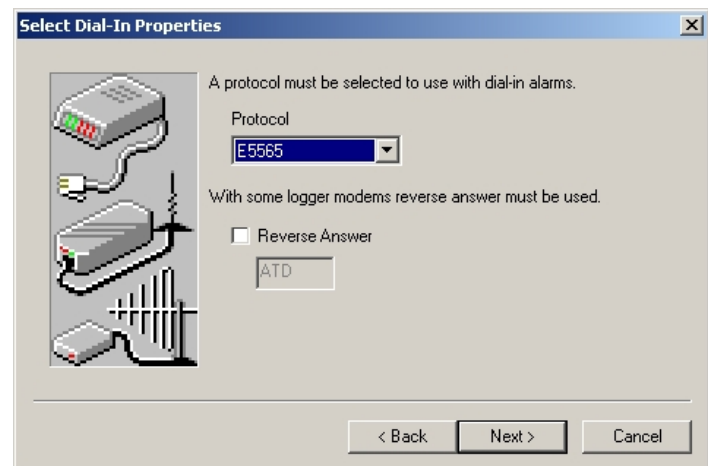 Select Dial-In Properties
A protocol must be selected to use with dial-in alarms.
Protocol
E5565
With some logger modems reverse answer must be used.
Reverse Answer
ATD
< Back
Next >
Cancel